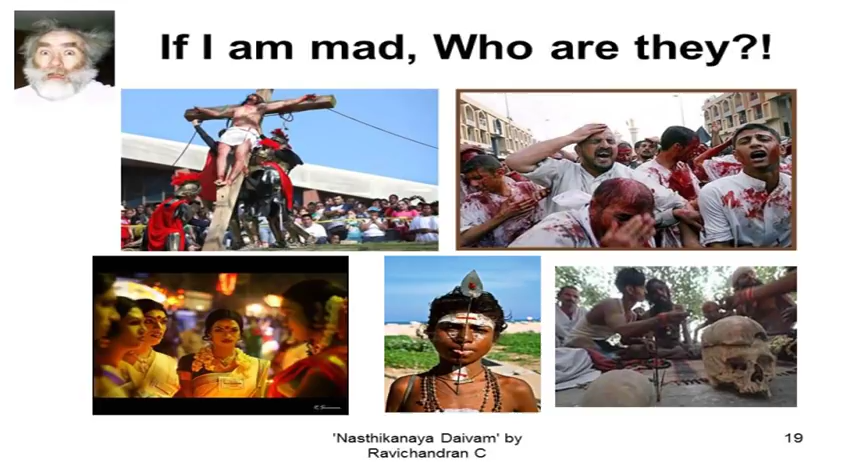 If I am mad, Who are they?!
'Nasthikanaya Daivam' by
Ravichandran C
19